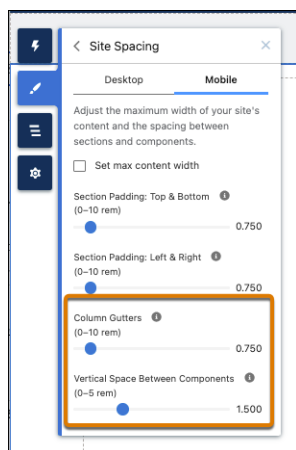 Site Spacing
Desktop
Mobile
Adjust the maximum width of your site's
content and the spacing between
sections and components.
Set max content width
Section Padding: Top & Bottom
(0–10 rem)
0.750
Section Padding: Left & Right
(0–10 rem)
0.750
Column Gutters
(0–10 rem)
0.750
Vertical Space Between Components
(0–5 rem)
1.500